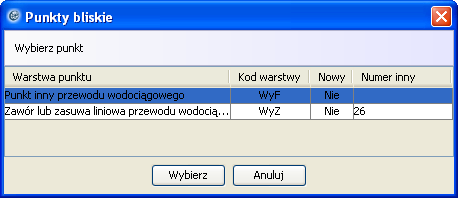 Punkty bliskie
Wybierz punkt
Warstwa punktu Kod warstwy Nowy Numer inny
Punkt inny przewodu wodociągowego WyF Nie
Zawór lub zasuwa liniowa przewodu wodocią... WyZ Nie 26
Wybierz Anuluj